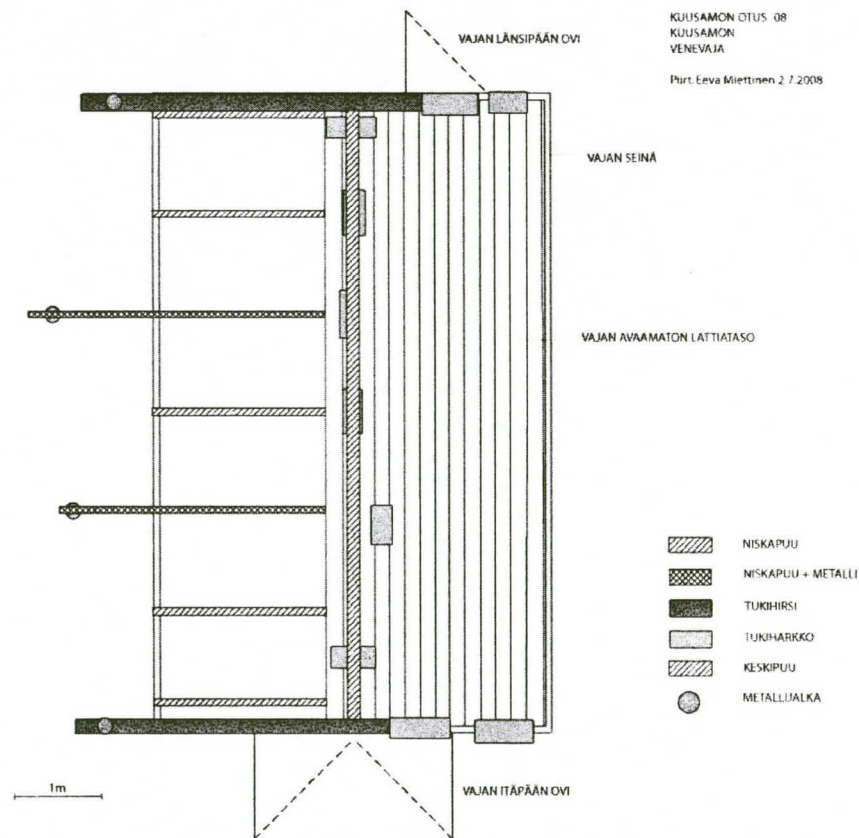 VAJAN LÄNSIPÄÄN OVI
KUUSAMON OTUS 08
KUUSAMON
VENEVAJA
Piirt. Eeva Miettinen 2.7.2008
VAJAN SEINÄ
VAJAN AVAAMATON LATTIATASO
NISKAPUU
NISKAPUU + METALLI
TUKIHIRSI
TUKIHARKKO
KESKIPUU
METALLIJALKA
1m
VAJAN ITÄPÄÄN OVI